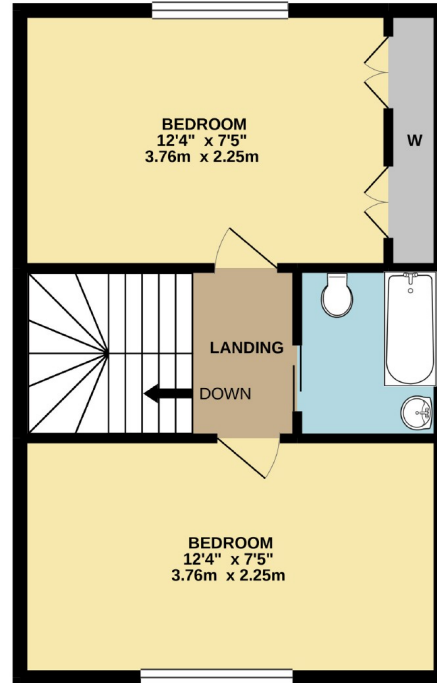 BEDROOM
12'4" x 7'5"
3.76m x 2.25m
W
LANDING
DOWN
BEDROOM
12'4" x 7'5"
3.76m x 2.25m